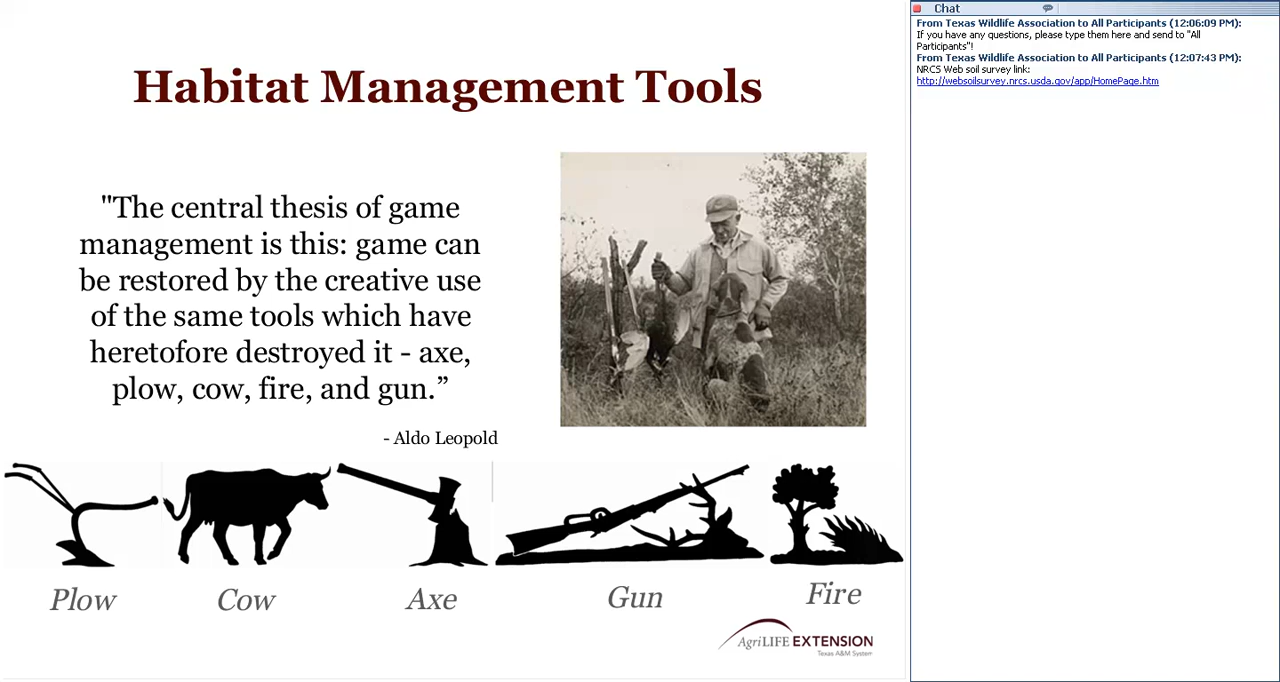 Habitat Management Tools
"The central thesis of game
management is this: game can
be restored by the creative use
of the same tools which have
heretofore destroyed it - axe,
plow, cow, fire, and gun.”
- Aldo Leopold
Plow
Cow
Axe
Gun
Fire
AgriLIFE EXTENSION
Texas A&M System
Chat
From Texas Wildlife Association to All Participants (12:06:09 PM):
If you have any questions, please type them here and send to "All
Participants"!
From Texas Wildlife Association to All Participants (12:07:43 PM):
NRCS Web soil survey link:
http://websoilsurvey.nrcs.usda.gov/app/HomePage.htm